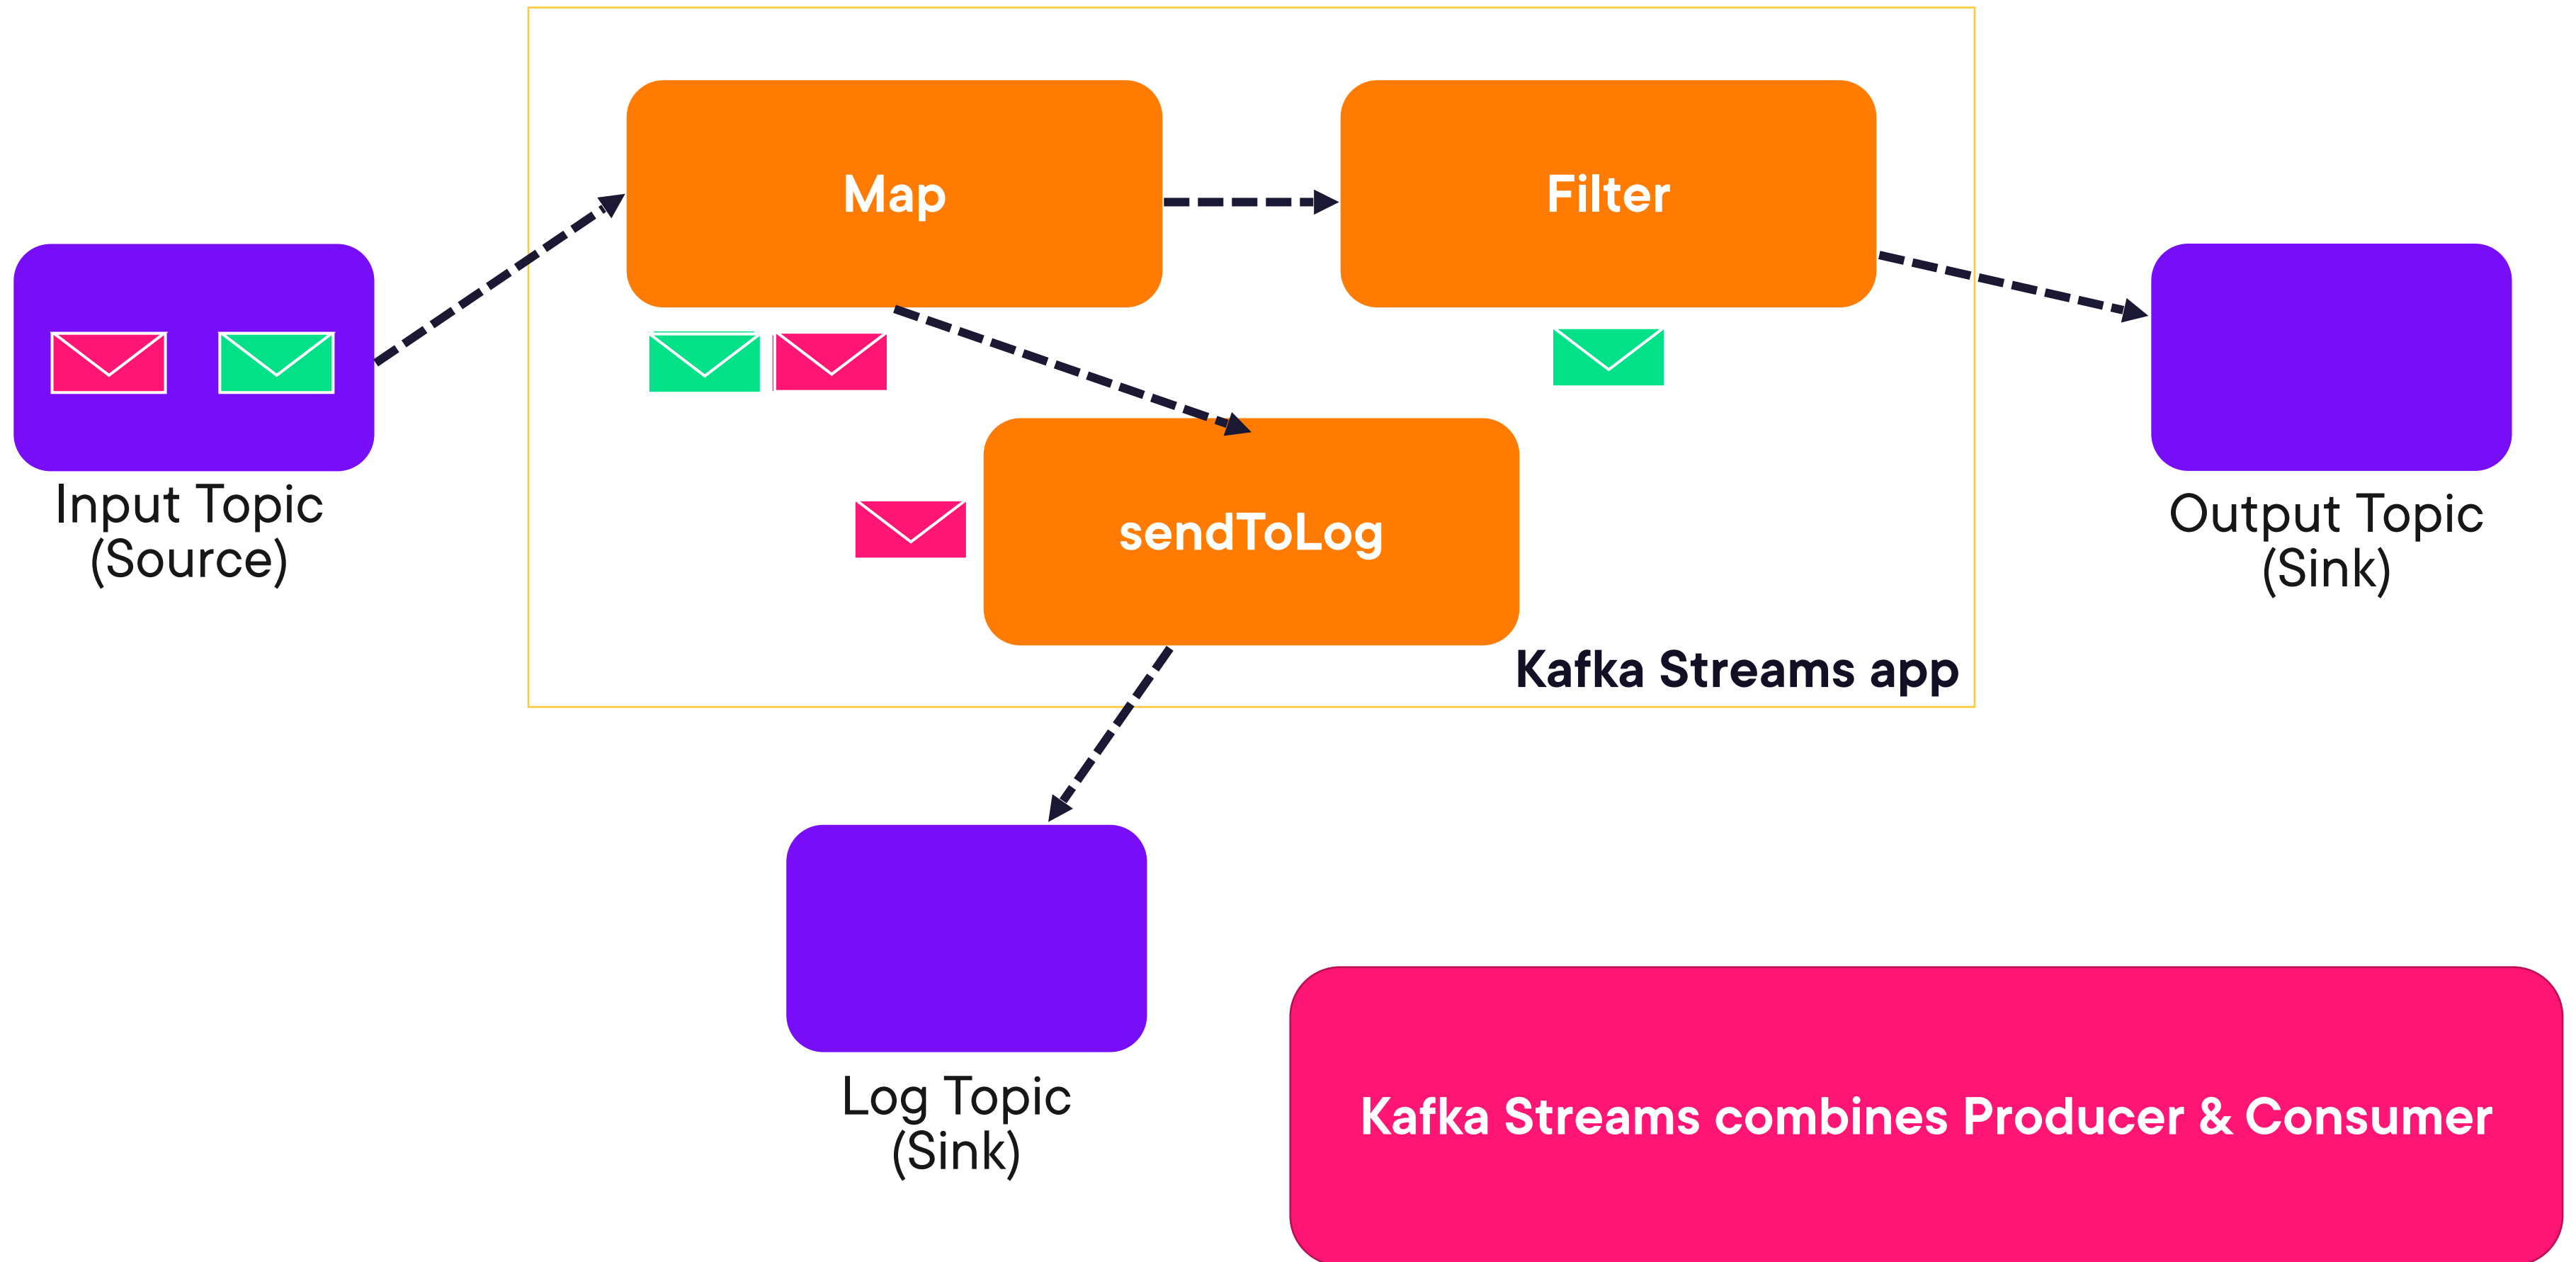 Map
Filter
Input Topic
(Source)
sendToLog
Output Topic
(Sink)
Kafka Streams app
Log Topic
(Sink)
Kafka Streams combines Producer & Consumer